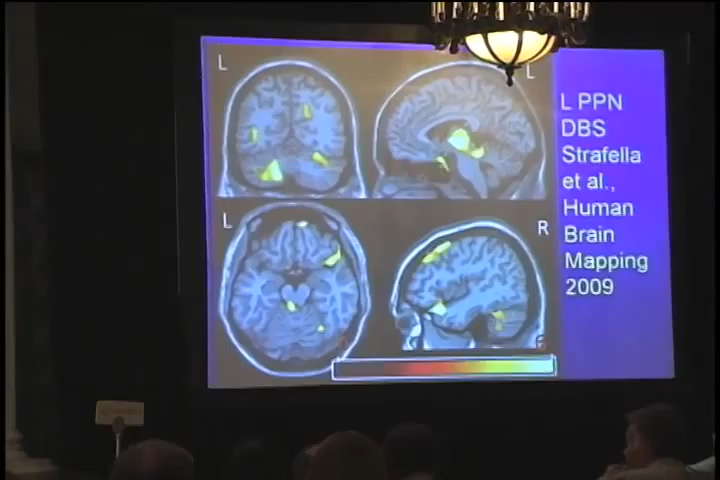 L
L
L
R
L PPN
DBS
Strafella
et al.,
Human
Brain
Mapping
2009